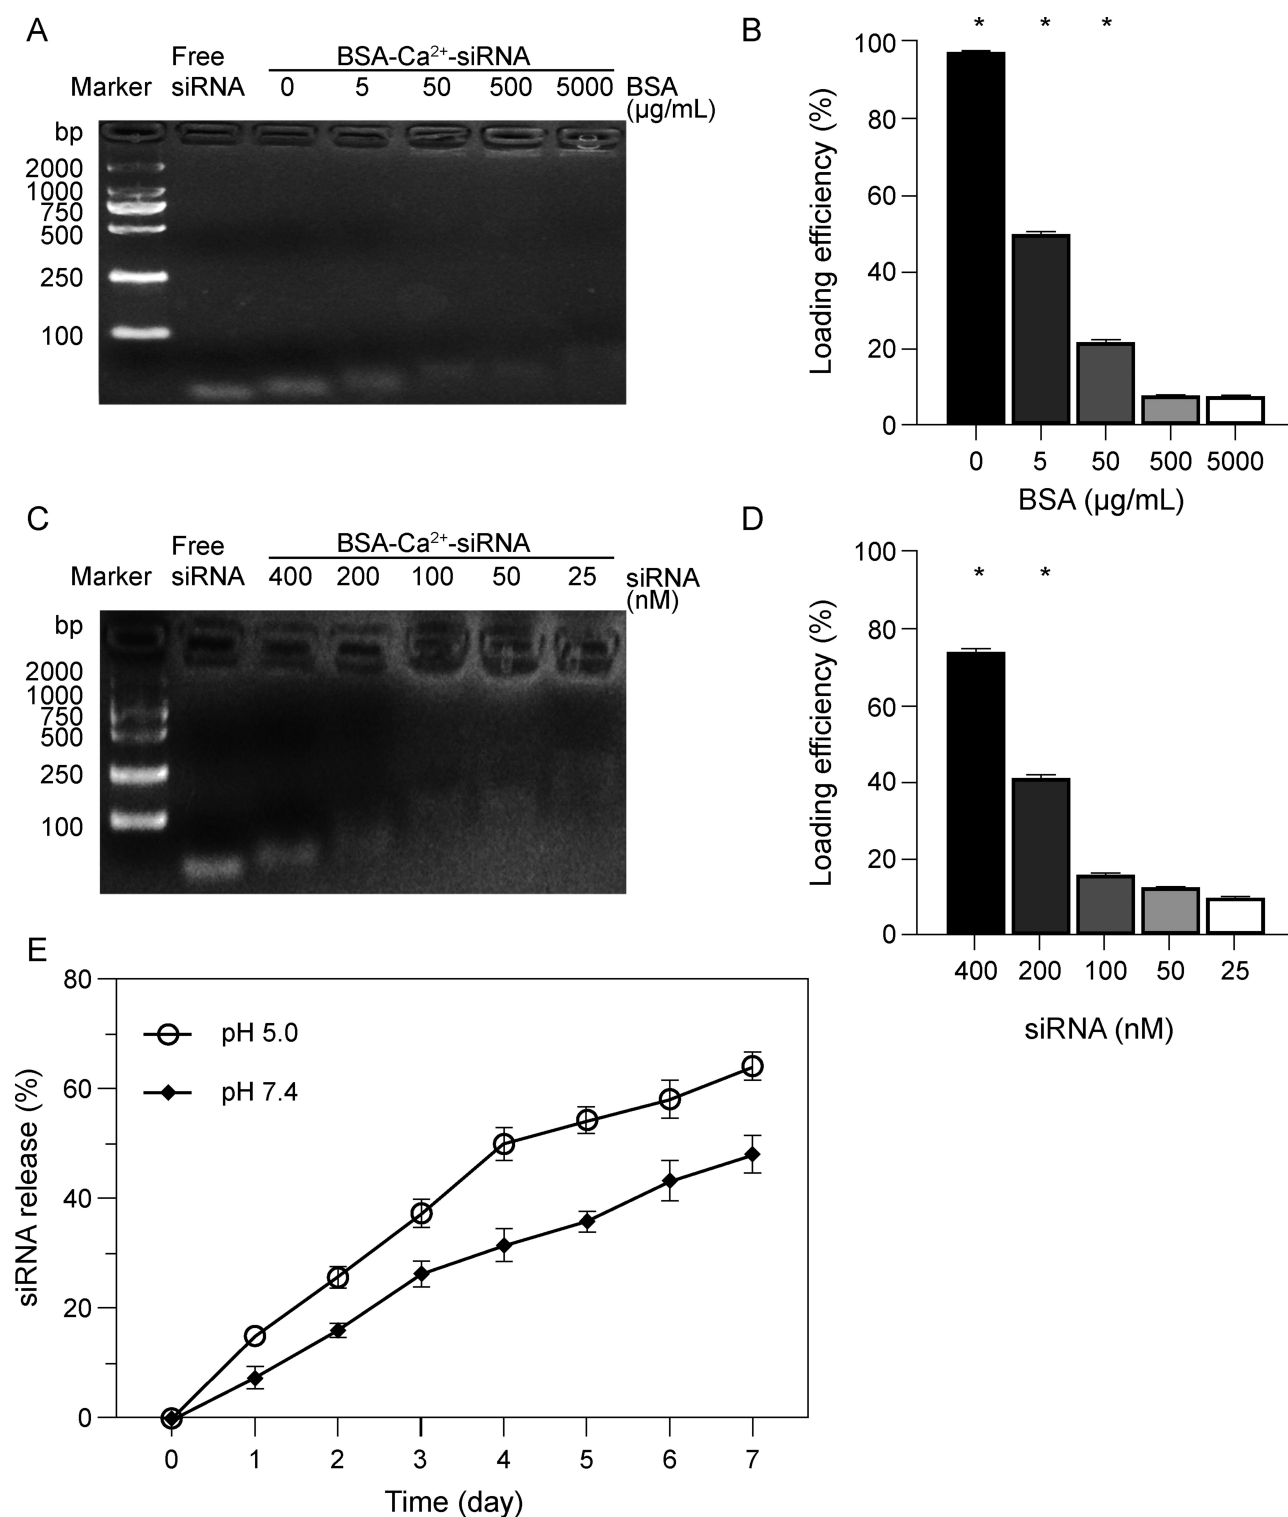 A
Free
BSA-Ca²⁺-siRNA
Marker siRNA 0 5 50 500 5000 BSA
(µg/mL)
bp
2000
1000
750
500
250
100
B
* * *
100
80
60
40
20
0
Loading efficiency (%)
0 5 50 500 5000
BSA (µg/mL)
C
Free
BSA-Ca²⁺-siRNA
Marker siRNA 400 200 100 50 25 siRNA
(nM)
bp
2000
1000
750
500
250
100
D
* *
100
80
60
40
20
0
Loading efficiency (%)
400 200 100 50 25
siRNA (nM)
E
80
60
40
20
0
siRNA release (%)
pH 5.0
pH 7.4
0 1 2 3 4 5 6 7
Time (day)